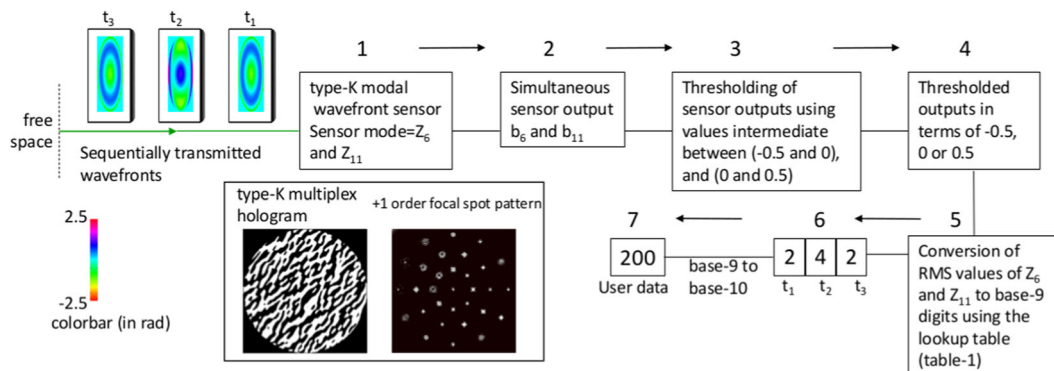 t₃
t₂
t₁
free
space
Sequentially transmitted
wavefronts
1
type-K modal
wavefront sensor
Sensor mode=Z₆
and Z₁₁
2
Simultaneous
sensor output
b₆ and b₁₁
3
Thresholding of
sensor outputs using
values intermediate
between (-0.5 and 0),
and (0 and 0.5)
4
Thresholded
outputs in
terms of -0.5,
0 or 0.5
2.5
-2.5
colorbar (in rad)
type-K multiplex
hologram
+1 order focal spot pattern
7
200
User data
base-9 to
base-10
6
2 4 2
t₁ t₂ t₃
5
Conversion of
RMS values of Z₆
and Z₁₁ to base-9
digits using the
lookup table
(table-1)